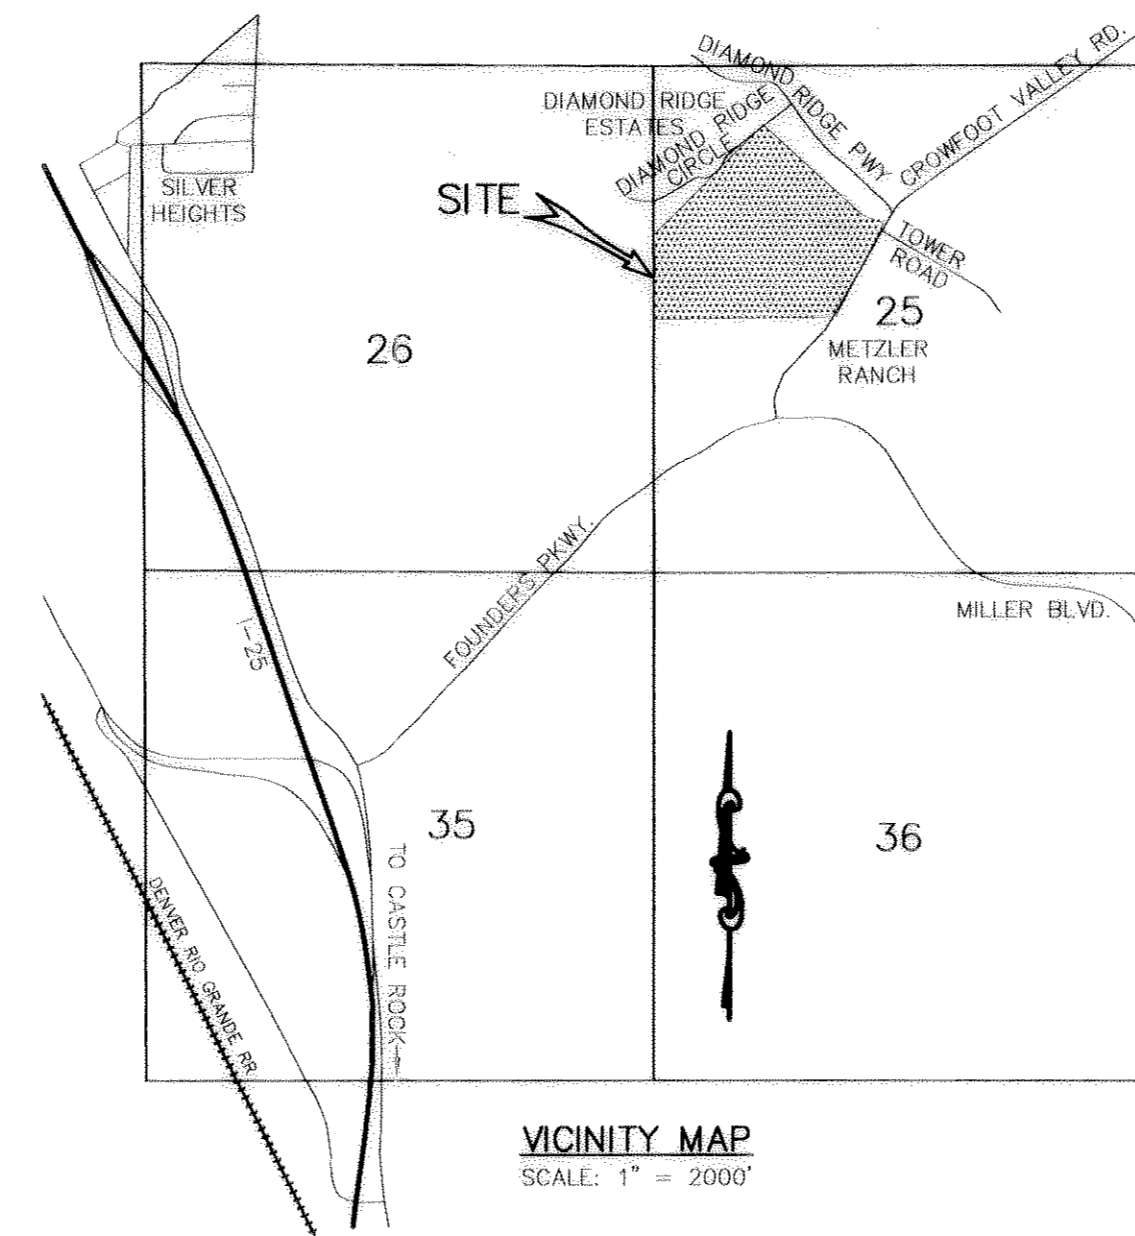 DIAMOND RIDGE PWY
CROWFOOT VALLEY RD.
DIAMOND RIDGE
ESTATES
DIAMOND RIDGE
CIRCLE
SILVER
HEIGHTS
SITE
TOWER
ROAD
25
26
METZLER
RANCH
FOUNDERS PKWY.
MILLER BLVD.
I-25
35
36
TO CASTLE ROCK
DENVER RIO GRANDE RR
VICINITY MAP
SCALE: 1" = 2000'